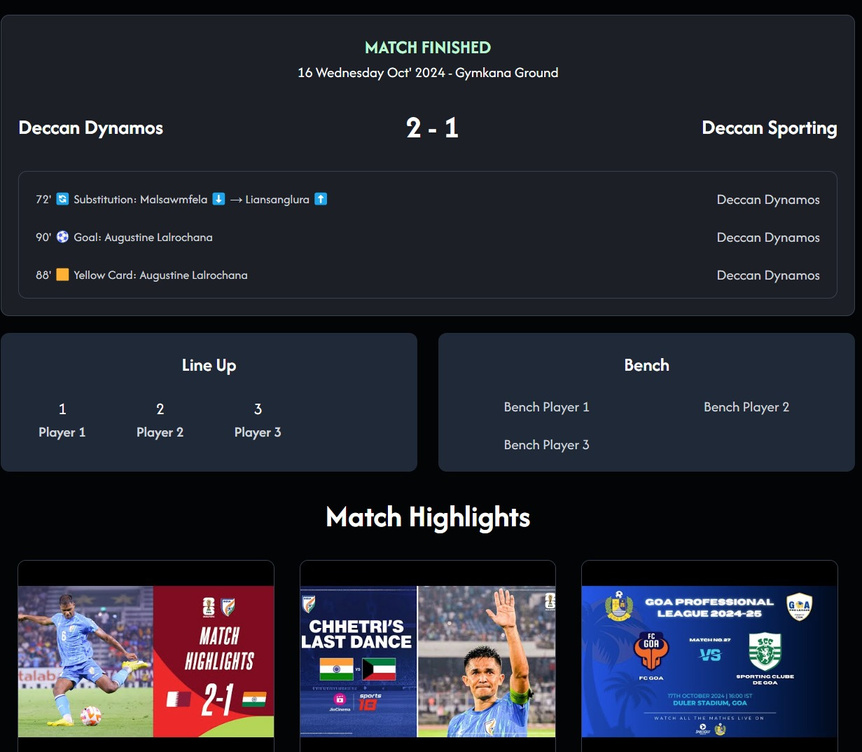 MATCH FINISHED
16 Wednesday Oct' 2024 - Gymkana Ground
Deccan Dynamos
2 - 1
Deccan Sporting
72' Substitution: Malsawmfela → Liansanglura
Deccan Dynamos
90' Goal: Augustine Lalrochana
Deccan Dynamos
88' Yellow Card: Augustine Lalrochana
Deccan Dynamos
Line Up
1
2
3
Player 1
Player 2
Player 3
Bench
Bench Player 1
Bench Player 2
Bench Player 3
Match Highlights
6
talab
MATCH
HIGHLIGHTS
2-1
CHHETRI'S
LAST DANCE
VS
JioCinema
sports
18
GOA PROFESSIONAL
LEAGUE 2024-25
FC
GOA
MATCH NO.27
VS
SCG
FC GOA
SPORTING CLUBE
DE GOA
17TH OCTOBER 2024 | 16:00 IST
DULER STADIUM, GOA
WATCH ALL THE MATHES LIVE ON